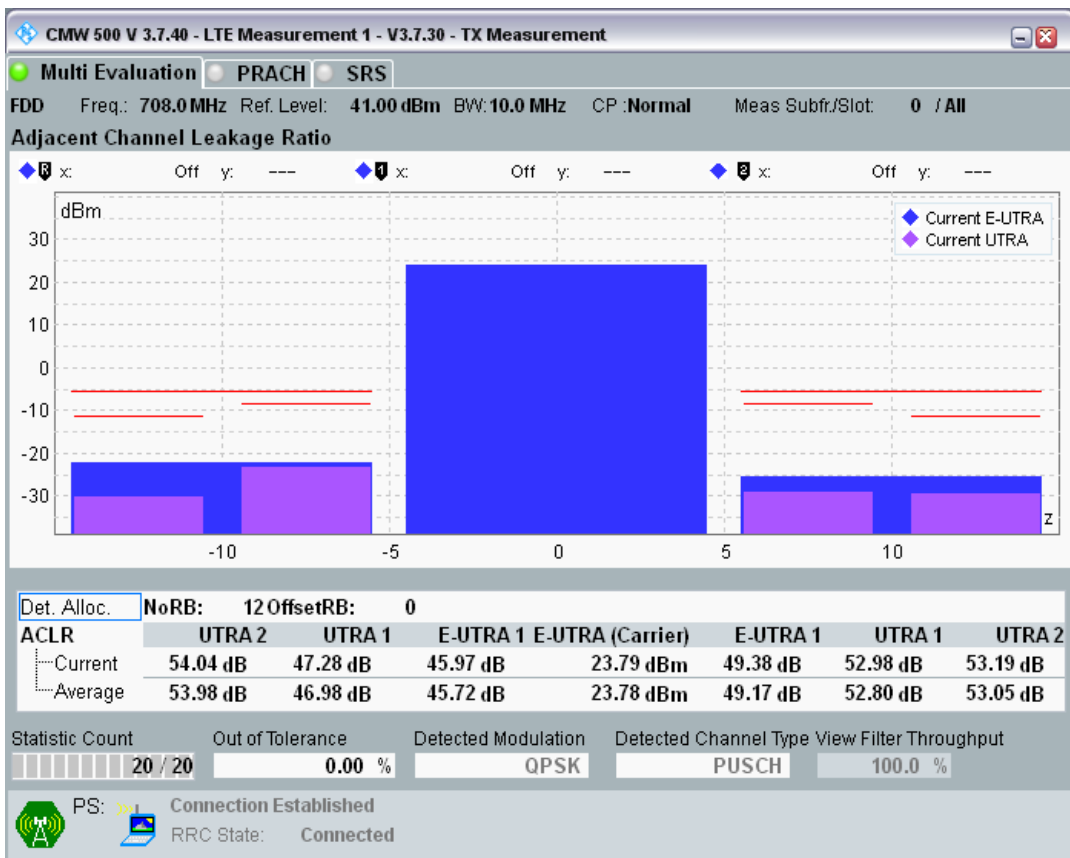 CMW 500 V 3.7.40 - LTE Measurement 1 - V3.7.30 - TX Measurement
Multi Evaluation PRACH SRS
FDD Freq.: 708.0 MHz Ref. Level: 41.00 dBm BW: 10.0 MHz CP :Normal Meas Subfr./Slot: 0 / All
Adjacent Channel Leakage Ratio
R x: Off y: --- 1 x: Off y: --- 2 x: Off y: ---
dBm
Current E-UTRA
Current UTRA
30
20
10
0
-10
-20
-30
z
-10 -5 0 5 10
Det. Alloc. NoRB: 12 OffsetRB: 0
ACLR UTRA 2 UTRA 1 E-UTRA 1 E-UTRA (Carrier) E-UTRA 1 UTRA 1 UTRA 2
Current 54.04 dB 47.28 dB 45.97 dB 23.79 dBm 49.38 dB 52.98 dB 53.19 dB
Average 53.98 dB 46.98 dB 45.72 dB 23.78 dBm 49.17 dB 52.80 dB 53.05 dB
Statistic Count Out of Tolerance Detected Modulation Detected Channel Type View Filter Throughput
20 / 20 0.00 % QPSK PUSCH 100.0 %
PS: Connection Established
RRC State: Connected